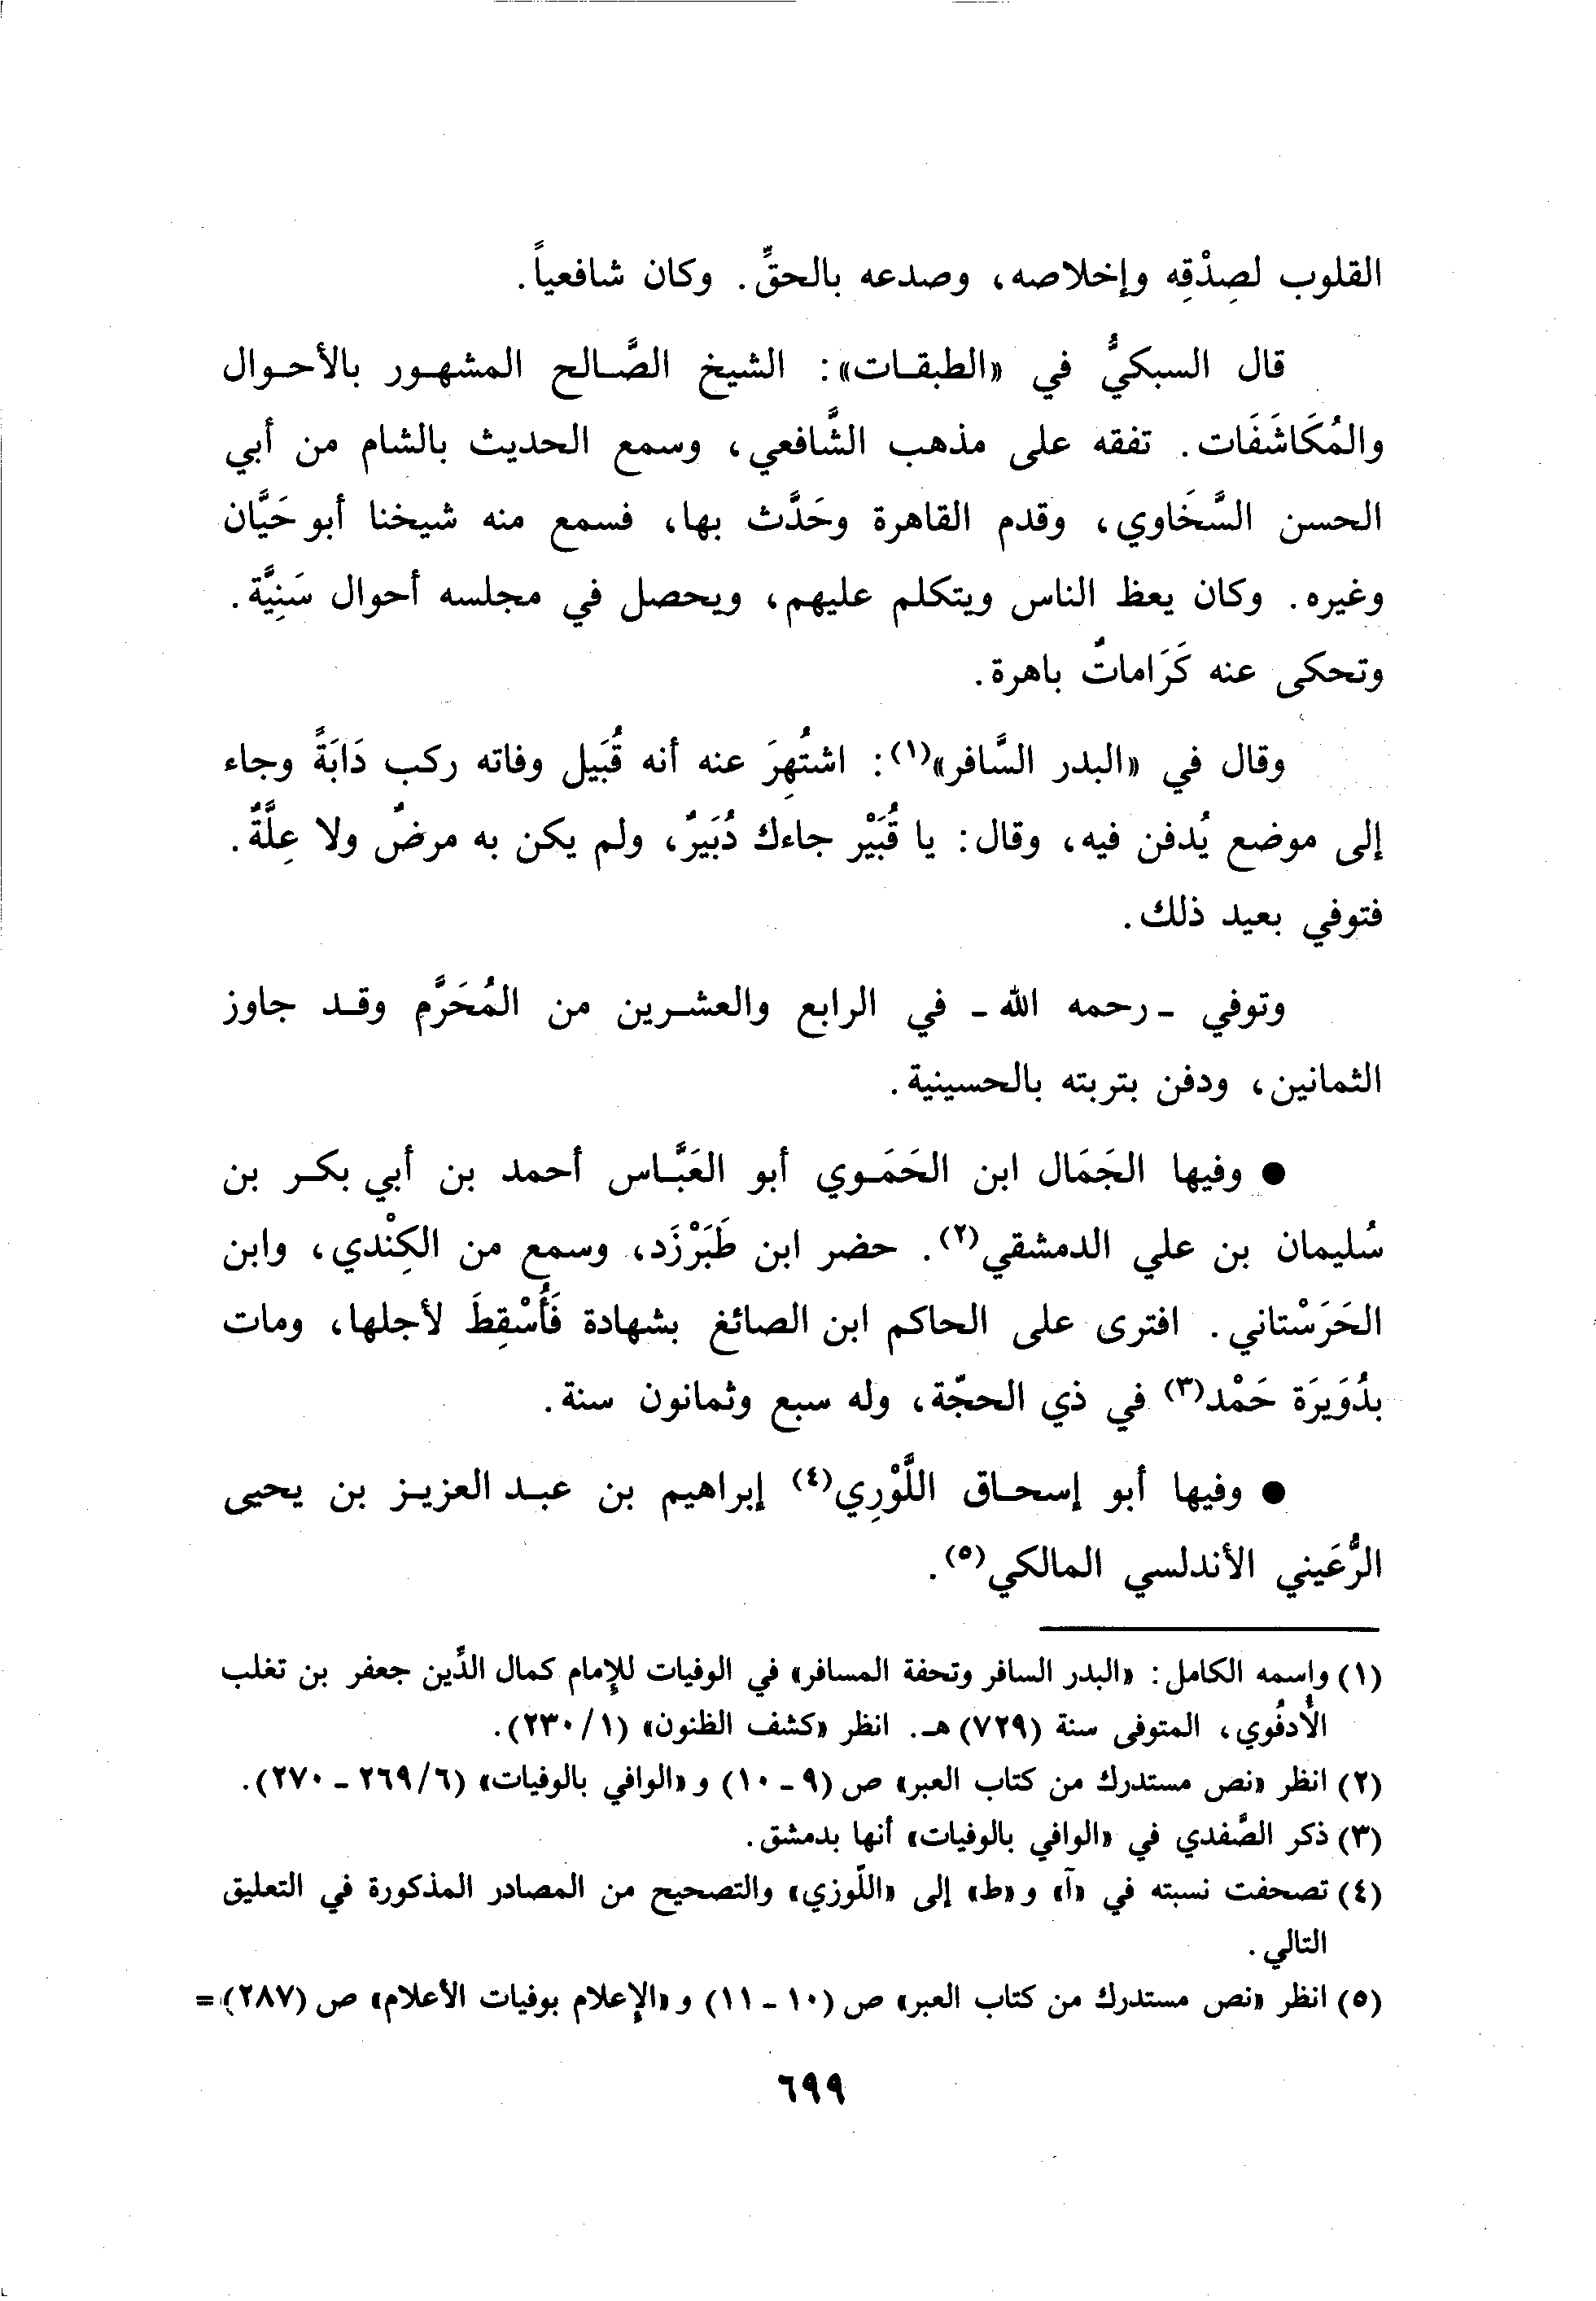 القلوب لصِدْقِه وإخلاصه، وصدعه بالحقِّ. وكان شافعياً.
قال السبكيُّ في «الطبقات»: الشيخ الصَّالح المشهور بالأحوال
والمُكَاشَفَات. تفقه على مذهب الشَّافعي، وسمع الحديث بالشام من أبي
الحسن السَّخَاوي، وقدم القاهرة وحَدَّث بها، فسمع منه شيخنا أبو حَيَّان
وغيره. وكان يعظ الناس ويتكلم عليهم، ويحصل في مجلسه أحوال سَنِيَّة.
وتحكى عنه كَرَاماتٌ باهرة.
وقال في «البدر السَّافر»(١): اشتُهِرَ عنه أنه قُبَيل وفاته ركب دَابَةً وجاء
إلى موضع يُدفن فيه، وقال: يا قُبَيْر جاءك دُبَيرٌ، ولم يكن به مرضٌ ولا عِلَّةٌ.
فتوفي بعيد ذلك.
وتوفي - رحمه الله - في الرابع والعشرين من المُحَرَّم وقد جاوز
الثمانين، ودفن بتربته بالحسينية.
● وفيها الجَمَال ابن الحَمَوي أبو العَبَّاس أحمد بن أبي بكر بن
سُليمان بن علي الدمشقي(٢). حضر ابن طَبَرْزَد، وسمع من الكِنْدي، وابن
الحَرَسْتاني. افترى على الحاكم ابن الصائغ بشهادة فَأُسْقِطَ لأجلها، ومات
بدُوَيرَة حَمْد(٣) في ذي الحجّة، وله سبع وثمانون سنة.
● وفيها أبو إسحاق اللَّوْرِي(٤) إبراهيم بن عبد العزيز بن يحيى
الرُّعَيني الأندلسي المالكي(٥).
(١) واسمه الكامل: «البدر السافر وتحفة المسافر» في الوفيات للإمام كمال الدِّين جعفر بن تغلب
الأُدفُوي، المتوفى سنة (٧٢٩) هـ. انظر «كشف الظنون» (١/ ٢٣٠).
(٢) انظر «نص مستدرك من كتاب العبر» ص (٩ - ١٠) و «الوافي بالوفيات» (٦/ ٢٦٩ - ٢٧٠).
(٣) ذكر الصَّفدي في «الوافي بالوفيات» أنها بدمشق.
(٤) تصحفت نسبته في «آ» و «ط» إلى «اللَّوزي» والتصحيح من المصادر المذكورة في التعليق
التالي.
(٥) انظر «نص مستدرك من كتاب العبر» ص (١٠ - ١١) و «الإعلام بوفيات الأعلام» ص (٢٨٧) =
٦٩٩